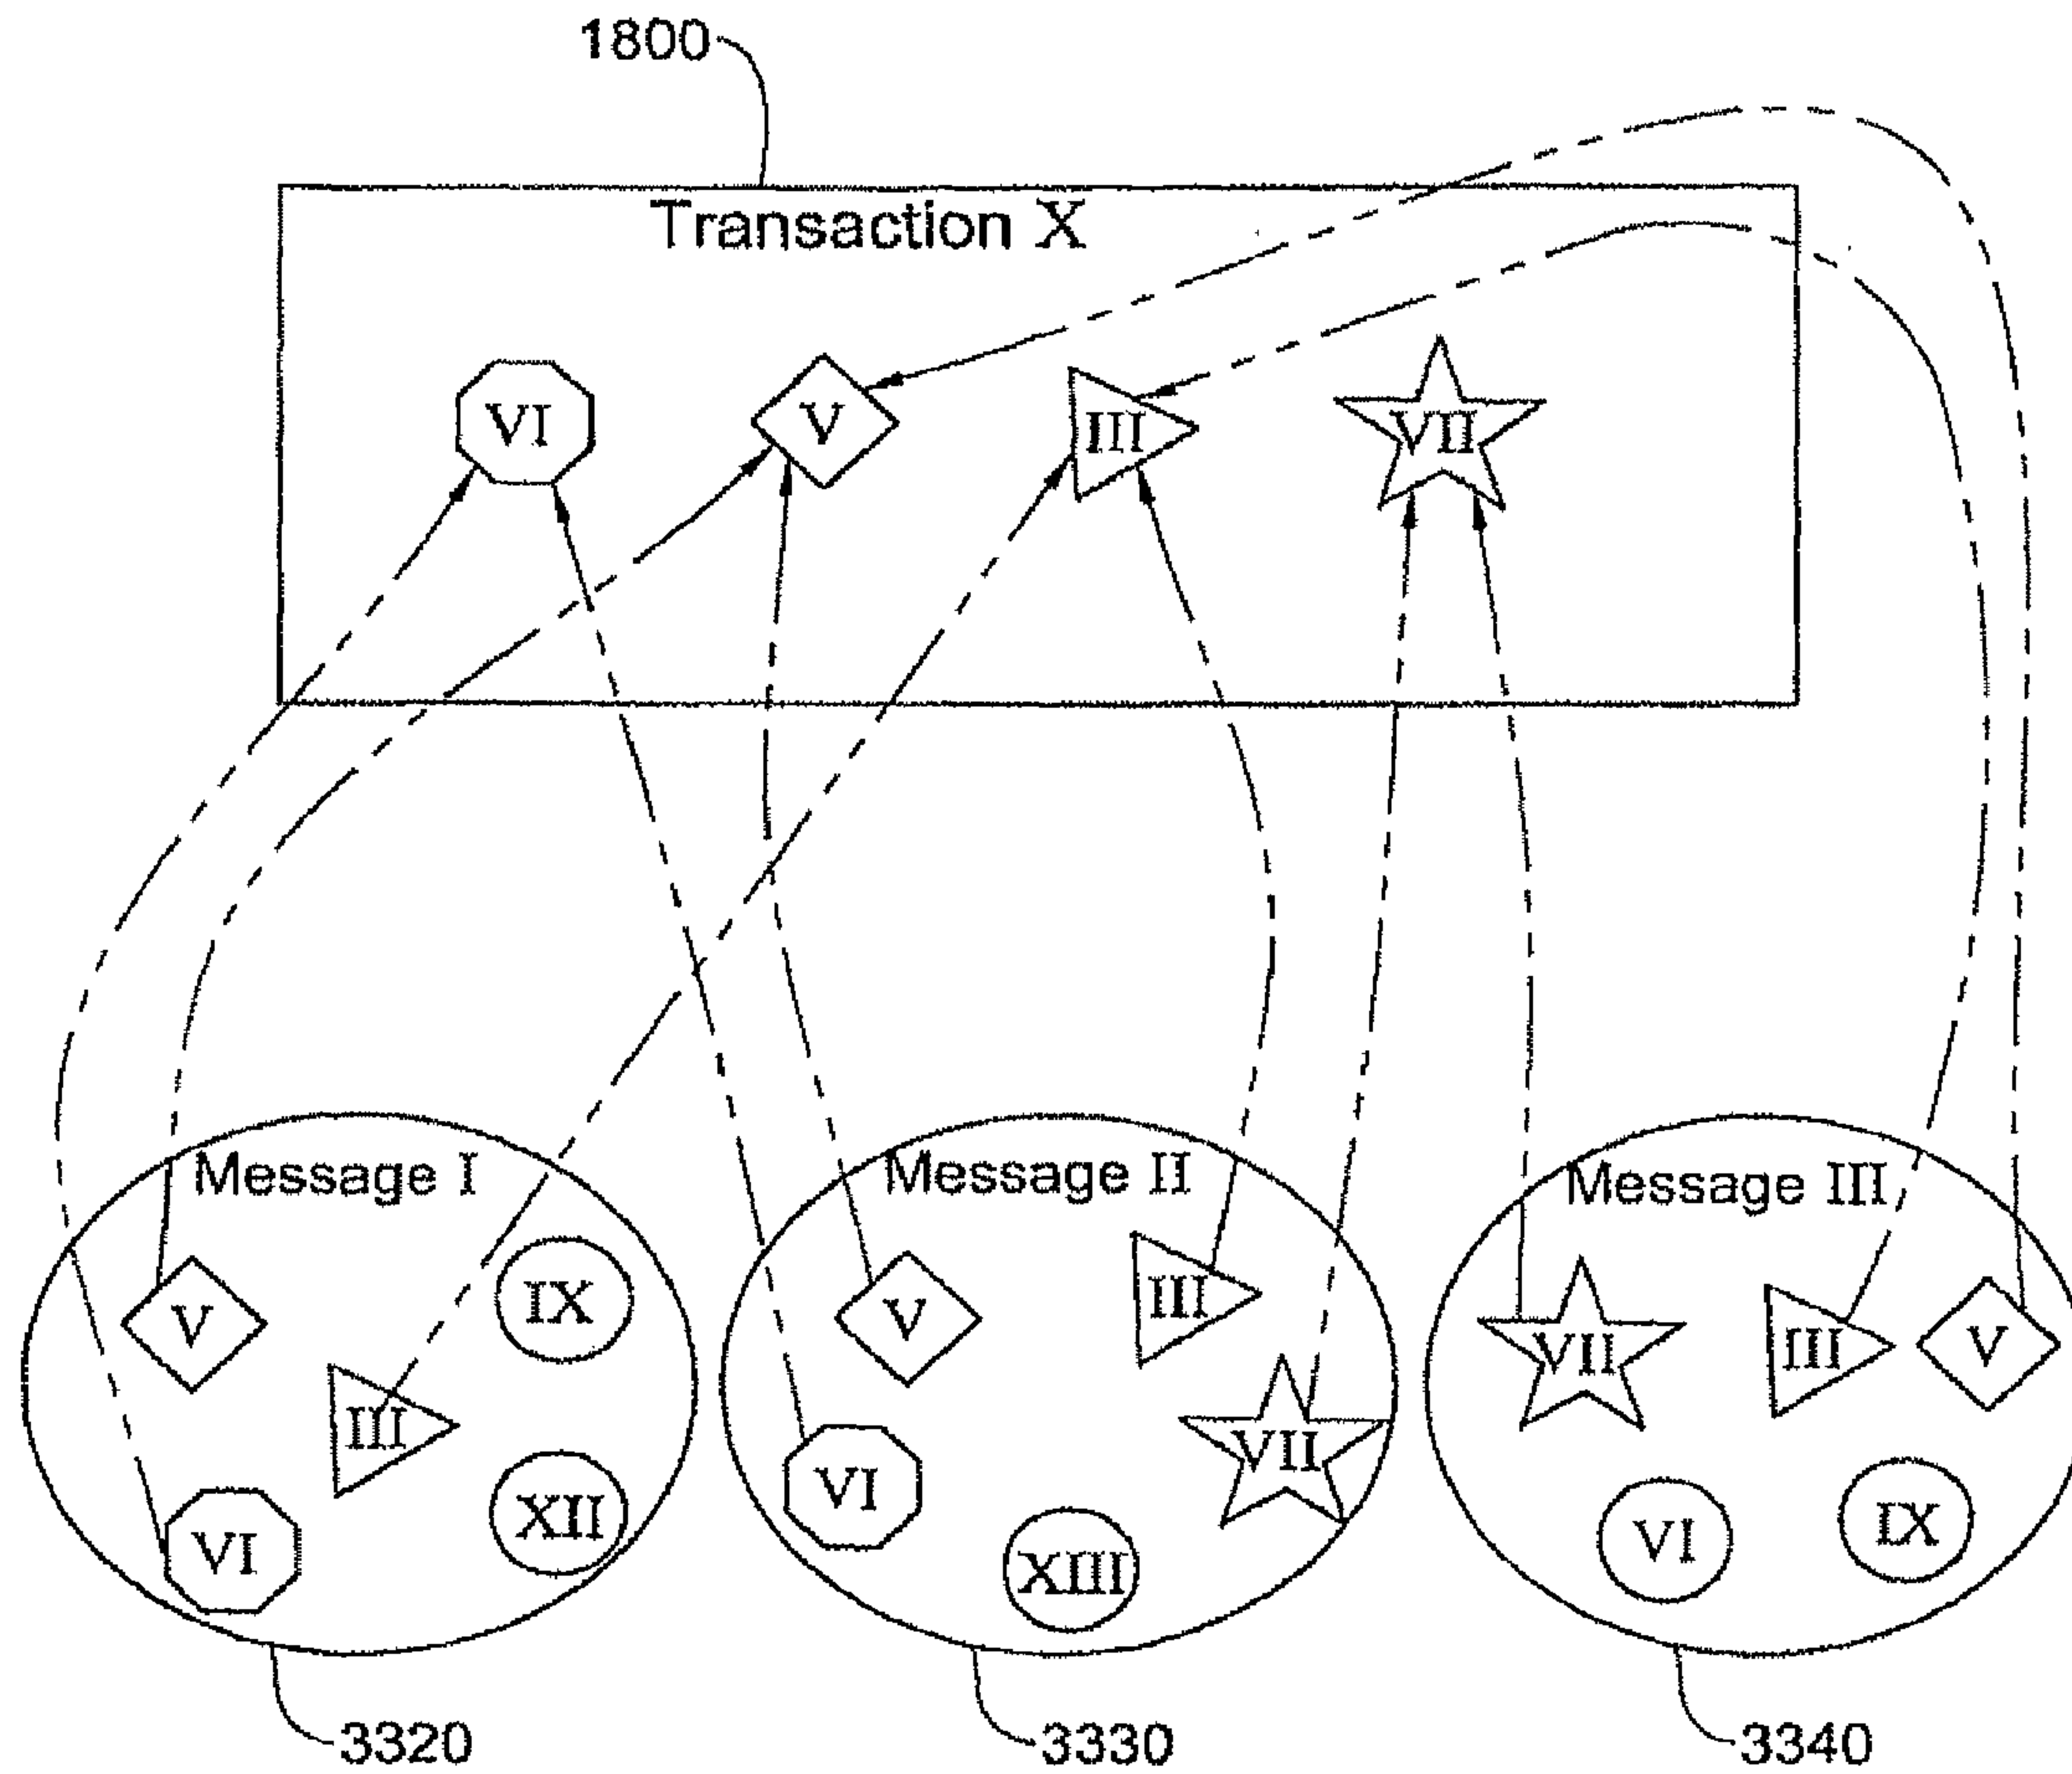 1800
Transaction X
VI
V
III
VII
Message I
V
IX
III
XII
VI
Message II
V
III
VII
VI
XIII
Message III
VII
III
V
VI
IX
3320
3330
3340